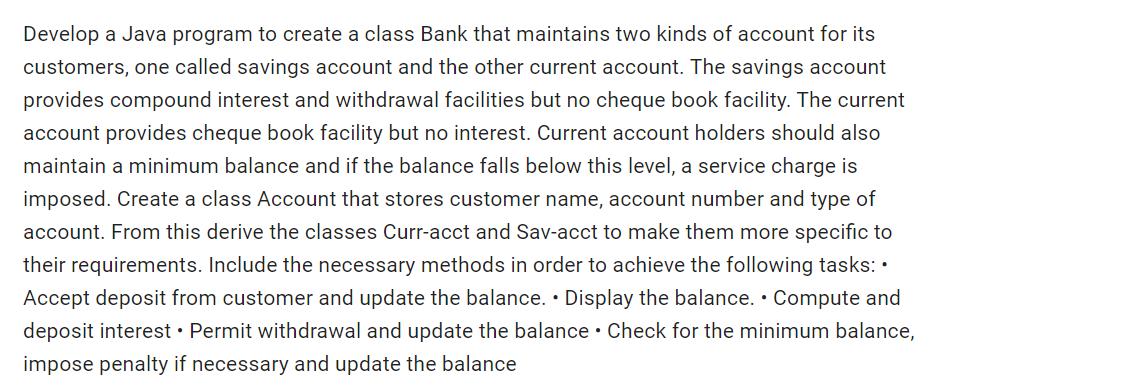 Develop a Java program to create a class Bank that maintains two kinds of account for its
customers, one called savings account and the other current account. The savings account
provides compound interest and withdrawal facilities but no cheque book facility. The current
account provides cheque book facility but no interest. Current account holders should also
maintain a minimum balance and if the balance falls below this level, a service charge is
imposed. Create a class Account that stores customer name, account number and type of
account. From this derive the classes Curr-acct and Sav-acct to make them more specific to
their requirements. Include the necessary methods in order to achieve the following tasks: •
Accept deposit from customer and update the balance. • Display the balance. • Compute and
deposit interest • Permit withdrawal and update the balance • Check for the minimum balance,
impose penalty if necessary and update the balance